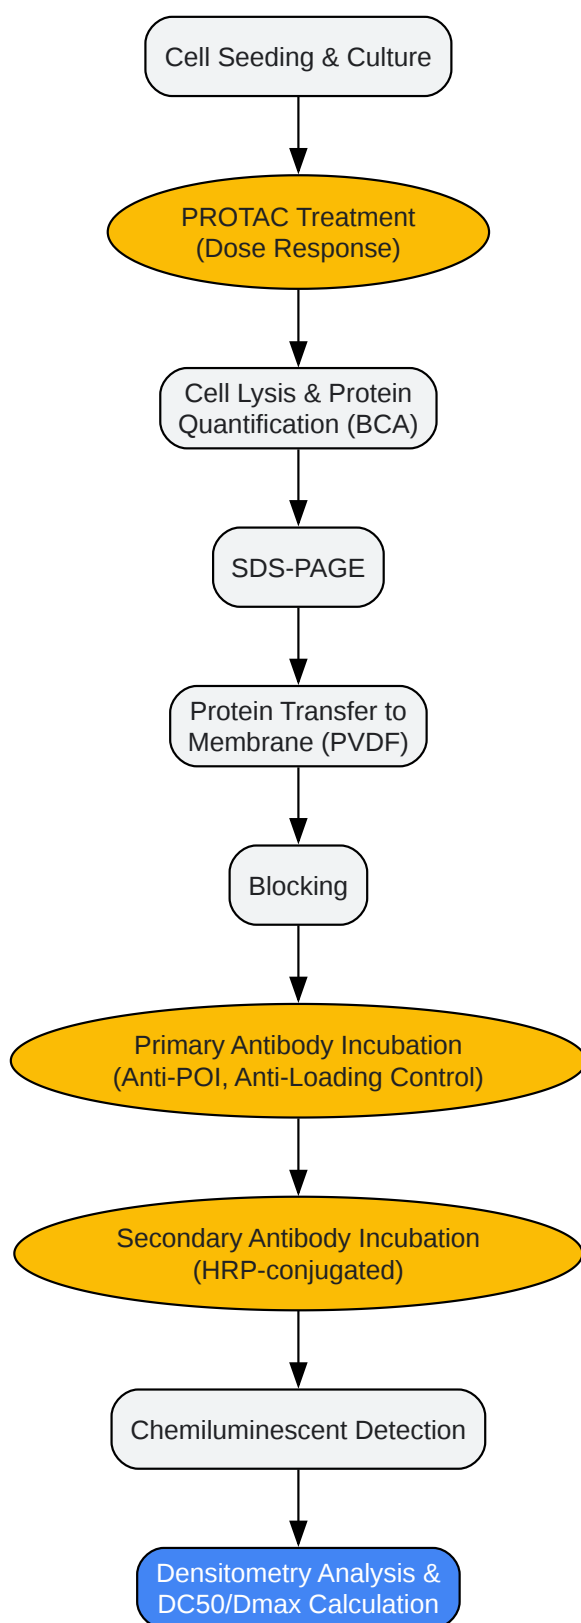 Cell Seeding & Culture
PROTAC Treatment
(Dose Response)
Cell Lysis & Protein
Quantification (BCA)
SDS-PAGE
Protein Transfer to
Membrane (PVDF)
Blocking
Primary Antibody Incubation
(Anti-POI, Anti-Loading Control)
Secondary Antibody Incubation
(HRP-conjugated)
Chemiluminescent Detection
Densitometry Analysis &
DC50/Dmax Calculation